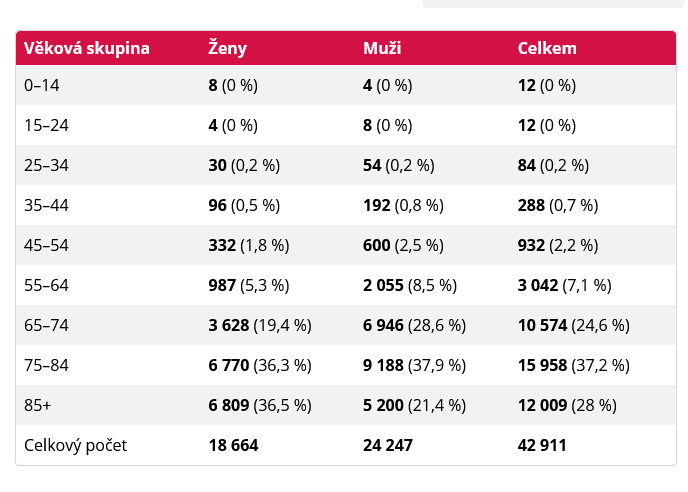 Věková skupina Ženy Muži Celkem
0–14 8 (0 %) 4 (0 %) 12 (0 %)
15–24 4 (0 %) 8 (0 %) 12 (0 %)
25–34 30 (0,2 %) 54 (0,2 %) 84 (0,2 %)
35–44 96 (0,5 %) 192 (0,8 %) 288 (0,7 %)
45–54 332 (1,8 %) 600 (2,5 %) 932 (2,2 %)
55–64 987 (5,3 %) 2 055 (8,5 %) 3 042 (7,1 %)
65–74 3 628 (19,4 %) 6 946 (28,6 %) 10 574 (24,6 %)
75–84 6 770 (36,3 %) 9 188 (37,9 %) 15 958 (37,2 %)
85+ 6 809 (36,5 %) 5 200 (21,4 %) 12 009 (28 %)
Celkový počet 18 664 24 247 42 911